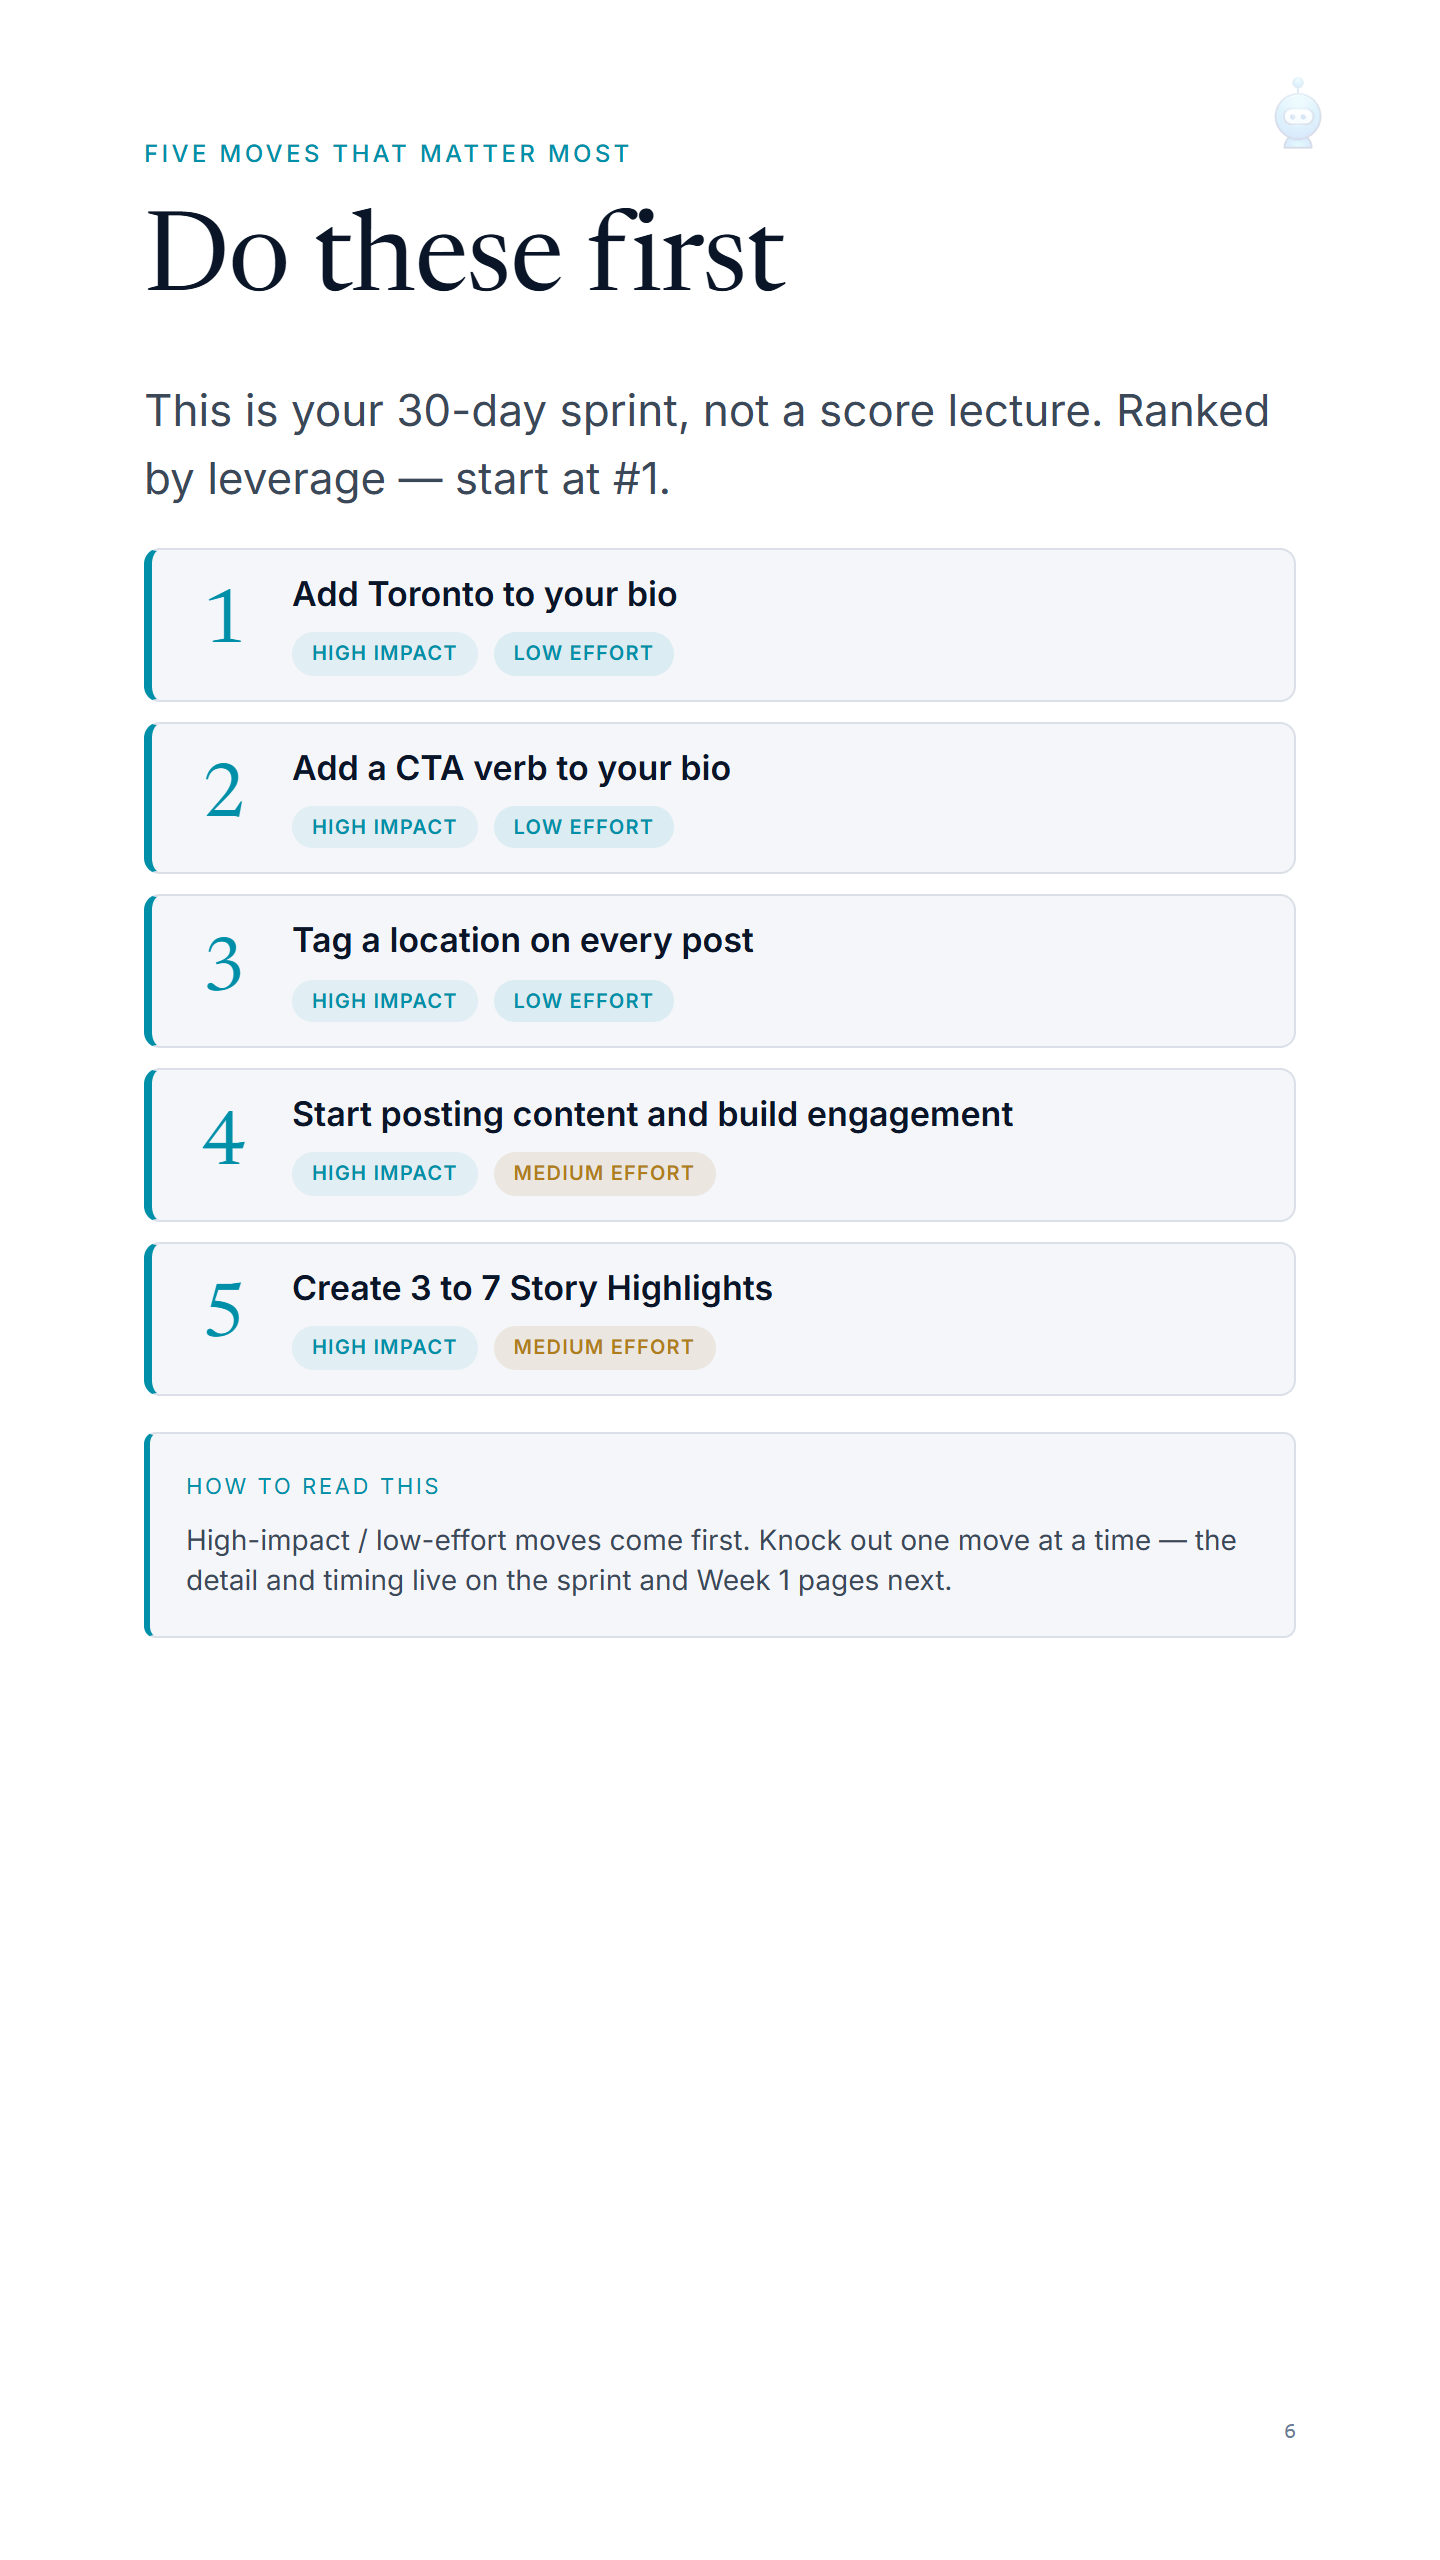 FIVE MOVES THAT MATTER MOST
Do these first
This is your 30-day sprint, not a score lecture. Ranked
by leverage — start at #1.
1
Add Toronto to your bio
HIGH IMPACT LOW EFFORT
2
Add a CTA verb to your bio
HIGH IMPACT LOW EFFORT
3
Tag a location on every post
HIGH IMPACT LOW EFFORT
4
Start posting content and build engagement
HIGH IMPACT MEDIUM EFFORT
5
Create 3 to 7 Story Highlights
HIGH IMPACT MEDIUM EFFORT
HOW TO READ THIS
High-impact / low-effort moves come first. Knock out one move at a time — the
detail and timing live on the sprint and Week 1 pages next.
6